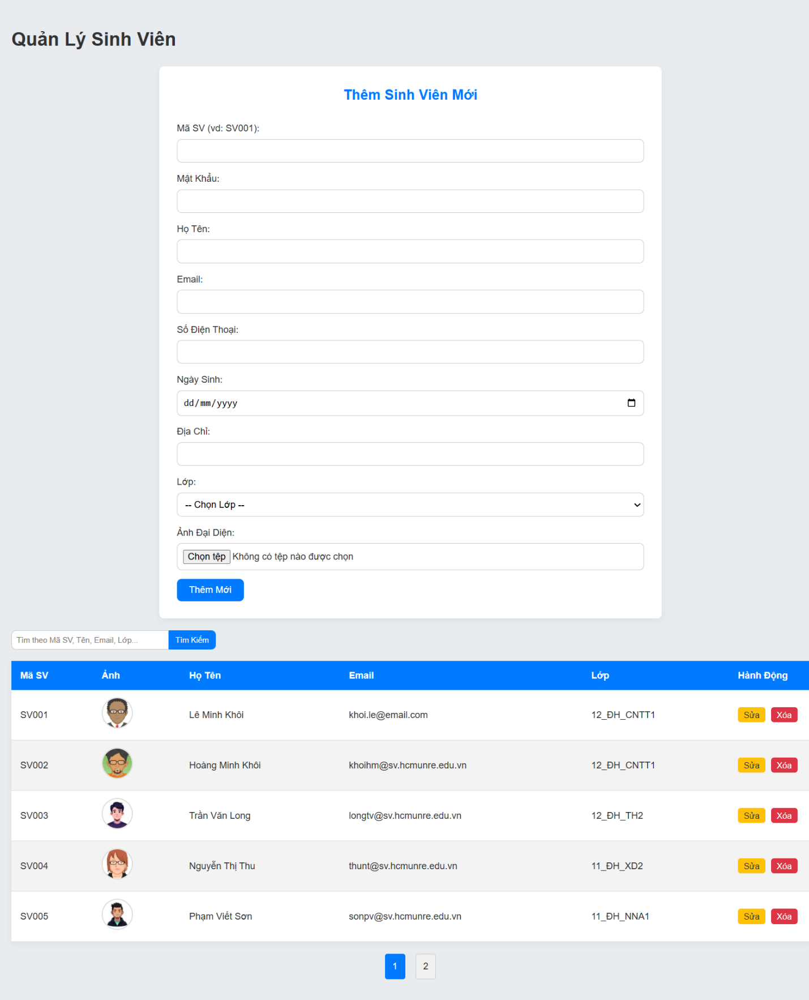 Quản Lý Sinh Viên
Thêm Sinh Viên Mới
Mã SV (vd: SV001):
Mật Khẩu:
Họ Tên:
Email:
Số Điện Thoại:
Ngày Sinh:
dd/mm/yyyy
Địa Chỉ:
Lớp:
-- Chọn Lớp --
Ảnh Đại Diện:
Chọn tệp Không có tệp nào được chọn
Thêm Mới
Tìm theo Mã SV, Tên, Email, Lớp... Tìm Kiếm
Mã SV Ảnh Họ Tên Email Lớp Hành Động
SV001 Lê Minh Khôi khoi.le@email.com 12_ĐH_CNTT1 Sửa Xóa
SV002 Hoàng Minh Khôi khoihm@sv.hcmunre.edu.vn 12_ĐH_CNTT1 Sửa Xóa
SV003 Trần Văn Long longtv@sv.hcmunre.edu.vn 12_ĐH_TH2 Sửa Xóa
SV004 Nguyễn Thị Thu thunt@sv.hcmunre.edu.vn 11_ĐH_XD2 Sửa Xóa
SV005 Phạm Viết Sơn sonpv@sv.hcmunre.edu.vn 11_ĐH_NNA1 Sửa Xóa
1 2